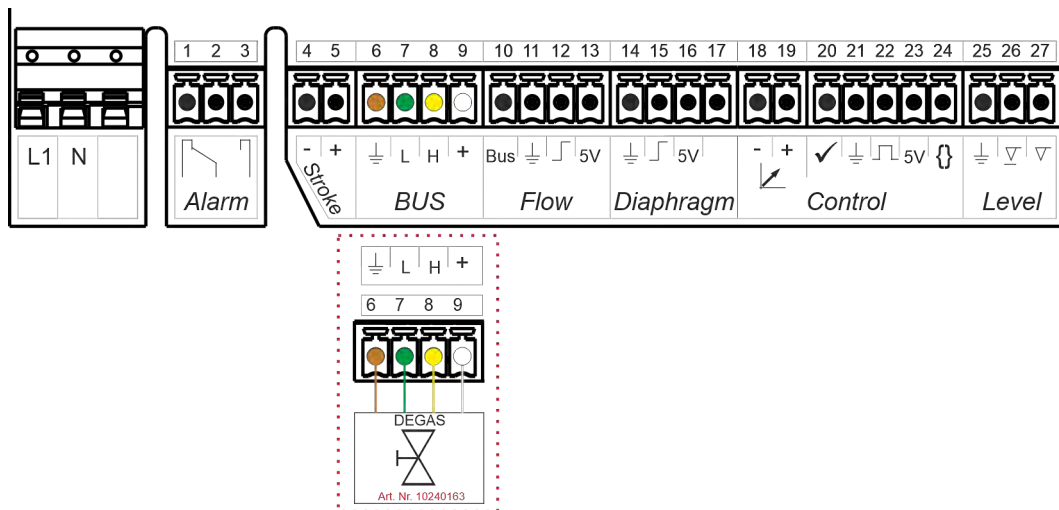 1 2 3 4 5 6 7 8 9 10 11 12 13 14 15 16 17 18 19 20 21 22 23 24 25 26 27
L1 N - + L H + Bus 5V 5V - + 5V {}
Alarm Stroke BUS Flow Diaphragm Control Level
L H +
6 7 8 9
DEGAS
Art. Nr. 10240163